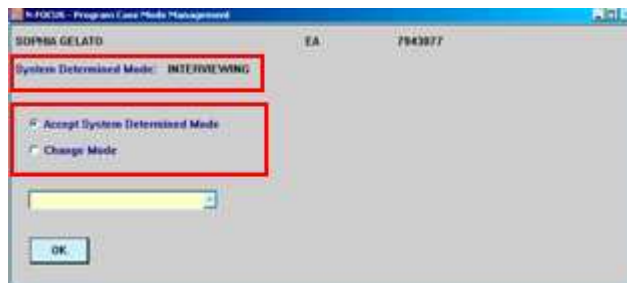 N-FOCUS - Program Case Mode Management
SOPHIA GELATO EA 7943877
System Determined Mode: INTERVIEWING
Accept System Determined Mode
Change Mode
OK